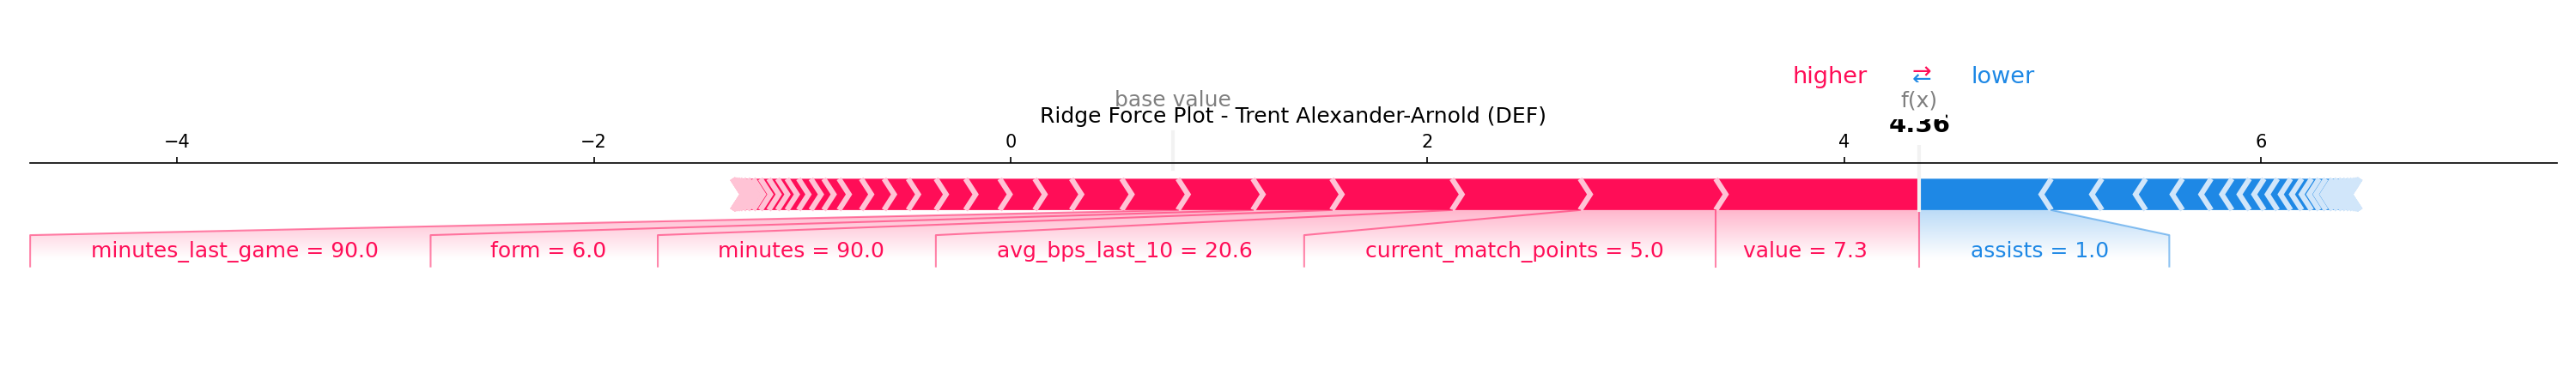 higher ⇄ lower
base value
f(x)
Ridge Force Plot - Trent Alexander-Arnold (DEF)
4.36
−4 −2 0 2 4 6
minutes_last_game = 90.0 form = 6.0 minutes = 90.0 avg_bps_last_10 = 20.6 current_match_points = 5.0 value = 7.3 assists = 1.0